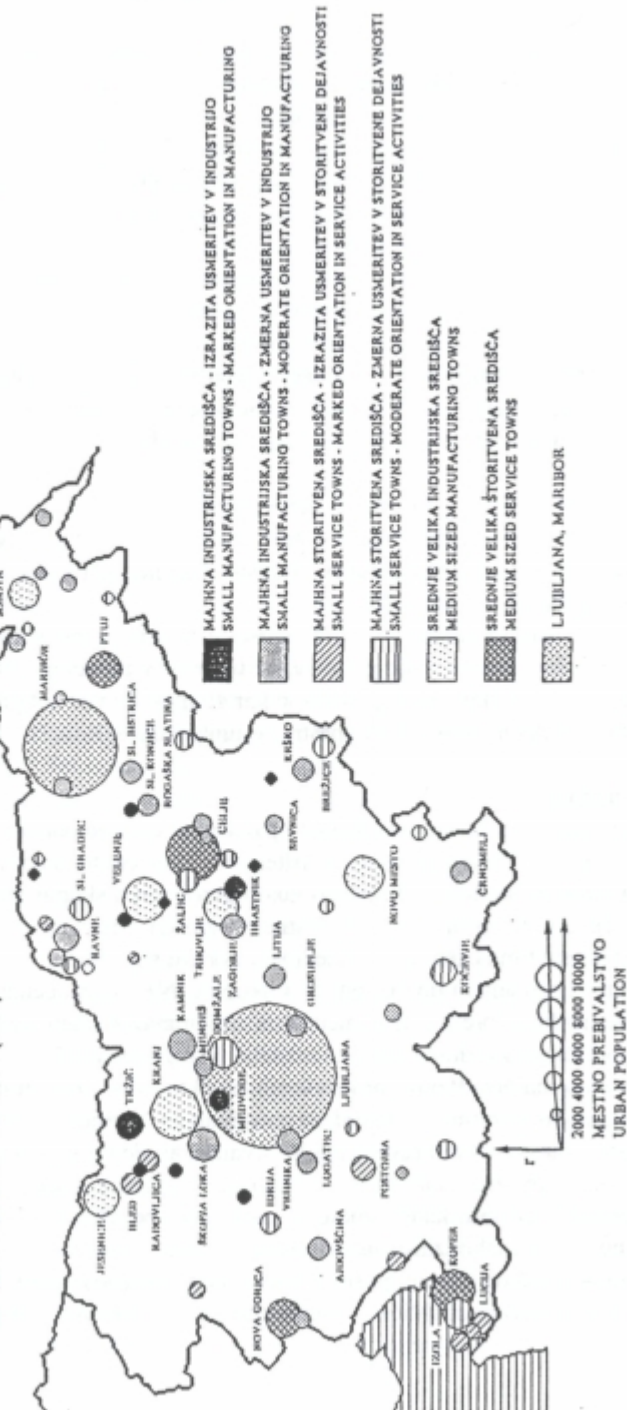 MARIBOR
PTUJ
SL. BISTRICA
SL. KONJICE
ROGAŠKA SLATINA
SL. GRADEC
RAVNE
VELENJE
CELJE
ŽALEC
TRBOVLJE
HRASTNIK
ZAGORJE
LITIJA
SEVNICA
KRŠKO
BREŽICE
NOVO MESTO
ČRNOMELJ
KOČEVJE
GROSUPLJE
LJUBLJANA
KAMNIK
MENGEŠ
DOMŽALE
MEDVODE
KRANJ
TRŽIČ
JESENICE
BLED
RADOVLJICA
ŠKOFJA LOKA
IDRIJA
VRHNIKA
LOGATEC
POSTOJNA
AJDOVŠČINA
NOVA GORICA
IZOLA
KOPER
LUCIJA
MAJHNA INDUSTRIJSKA SREDIŠČA - IZRAZITA USMERITEV V INDUSTRIJO
SMALL MANUFACTURING TOWNS - MARKED ORIENTATION IN MANUFACTURING
MAJHNA INDUSTRIJSKA SREDIŠČA - ZMERNA USMERITEV V INDUSTRIJO
SMALL MANUFACTURING TOWNS - MODERATE ORIENTATION IN MANUFACTURING
MAJHNA STORITVENA SREDIŠČA - IZRAZITA USMERITEV V STORITVENE DEJAVNOSTI
SMALL SERVICE TOWNS - MARKED ORIENTATION IN SERVICE ACTIVITIES
MAJHNA STORITVENA SREDIŠČA - ZMERNA USMERITEV V STORITVENE DEJAVNOSTI
SMALL SERVICE TOWNS - MODERATE ORIENTATION IN SERVICE ACTIVITIES
SREDNJE VELIKA INDUSTRIJSKA SREDIŠČA
MEDIUM SIZED MANUFACTURING TOWNS
SREDNJE VELIKA ŠTORITVENA SREDIŠČA
MEDIUM SIZED SERVICE TOWNS
LJUBLJANA, MARIBOR
r
2000 4000 6000 8000 10000
MESTNO PREBIVALSTVO
URBAN POPULATION